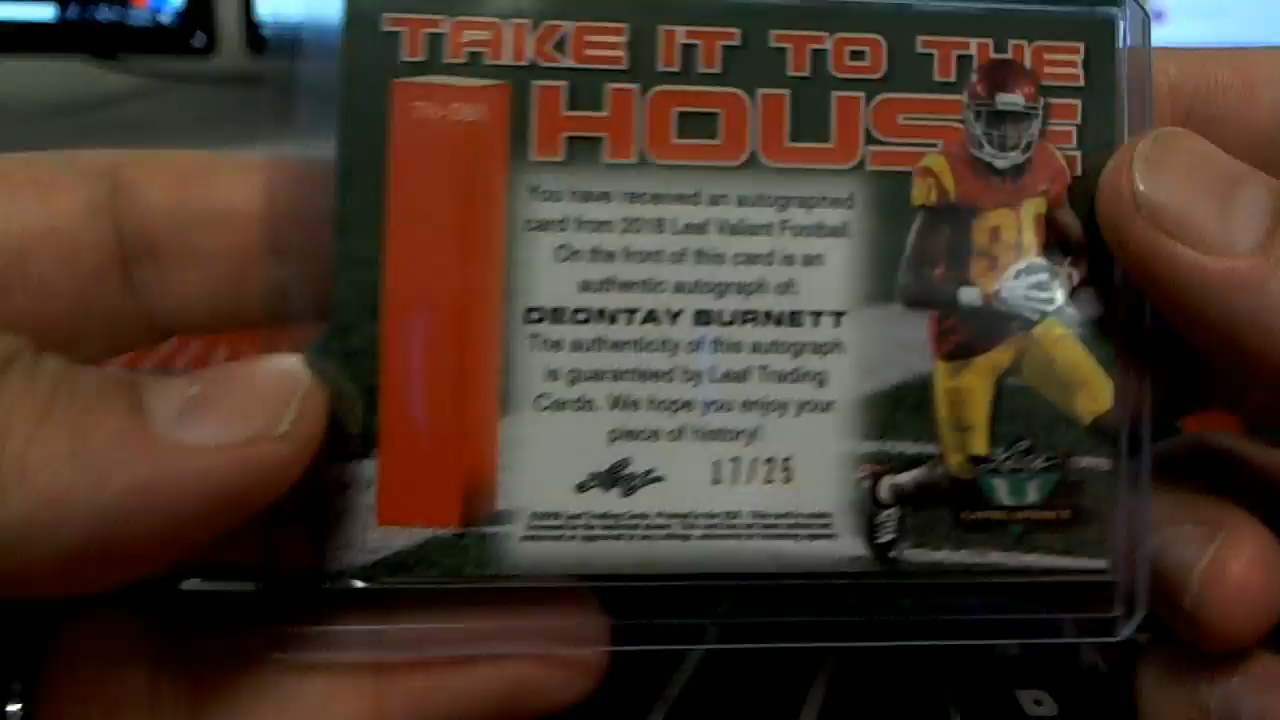 TAKE IT TO THE
HOUSE
You have received an autographed
card from 2018 Leaf Valiant Football.
On the front of this card is an
authentic autograph of:
DEONTAY BURNETT
The authenticity of this autograph
is guaranteed by Leaf Trading
Cards. We hope you enjoy your
piece of history!
Leaf
17/25
80